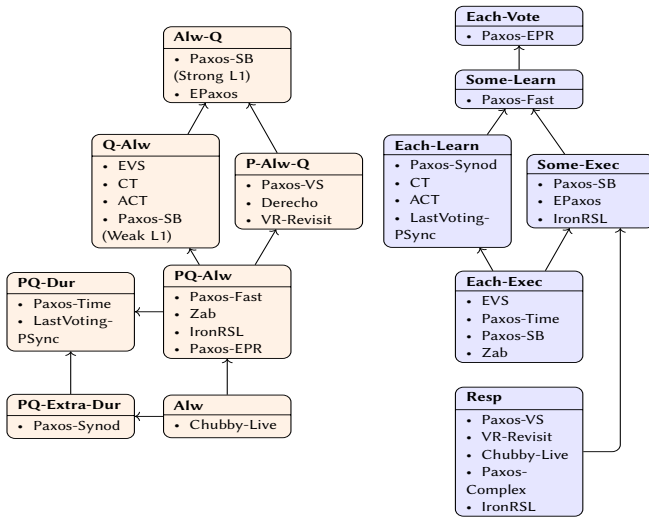 Alw-Q
• Paxos-SB
(Strong L1)
• EPaxos
Q-Alw
• EVS
• CT
• ACT
• Paxos-SB
(Weak L1)
P-Alw-Q
• Paxos-VS
• Derecho
• VR-Revisit
PQ-Dur
• Paxos-Time
• LastVoting-
PSync
PQ-Alw
• Paxos-Fast
• Zab
• IronRSL
• Paxos-EPR
PQ-Extra-Dur
• Paxos-Synod
Alw
• Chubby-Live
Each-Vote
• Paxos-EPR
Some-Learn
• Paxos-Fast
Each-Learn
• Paxos-Synod
• CT
• ACT
• LastVoting-
PSync
Some-Exec
• Paxos-SB
• EPaxos
• IronRSL
Each-Exec
• EVS
• Paxos-Time
• Paxos-SB
• Zab
Resp
• Paxos-VS
• VR-Revisit
• Chubby-Live
• Paxos-
Complex
• IronRSL